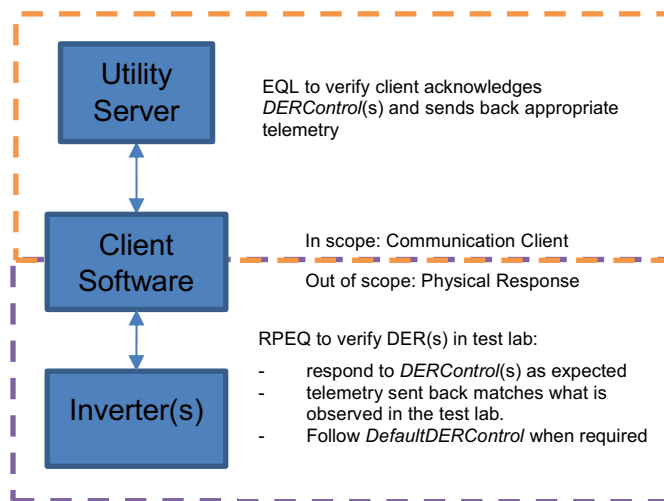 Utility
Server
EQL to verify client acknowledges
DERControl(s) and sends back appropriate
telemetry
Client
Software
In scope: Communication Client
Out of scope: Physical Response
RPEQ to verify DER(s) in test lab:
- respond to DERControl(s) as expected
- telemetry sent back matches what is
observed in the test lab.
- Follow DefaultDERControl when required
Inverter(s)